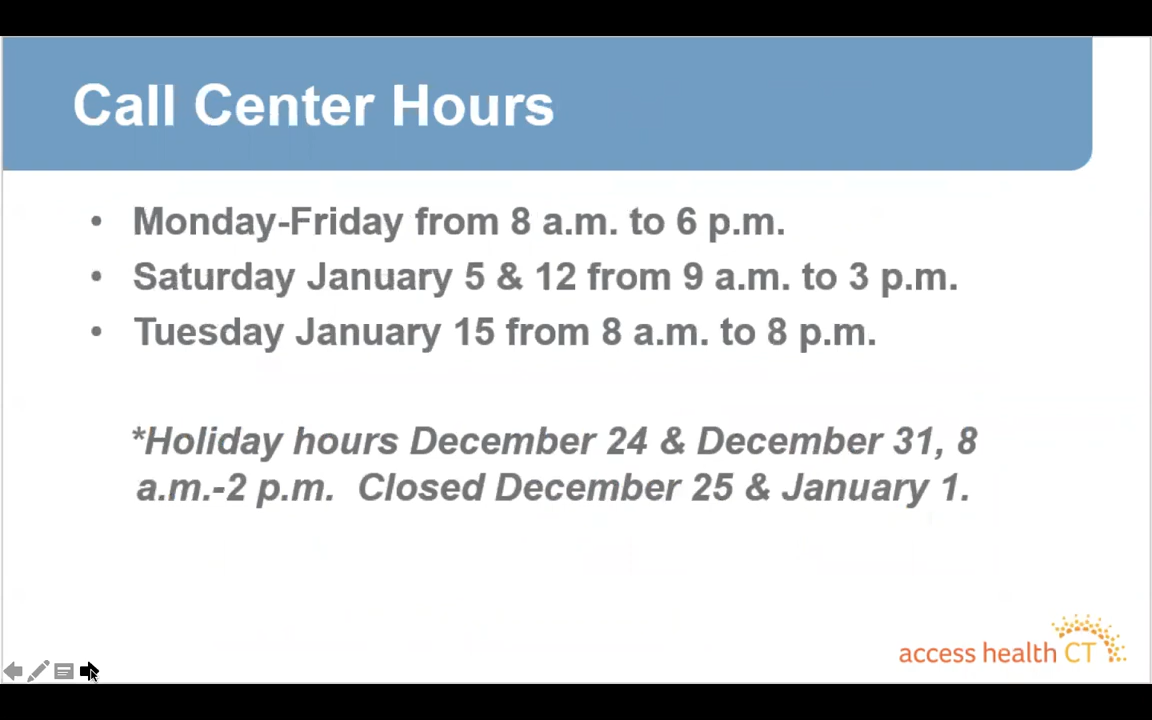 Call Center Hours
• Monday-Friday from 8 a.m. to 6 p.m.
• Saturday January 5 & 12 from 9 a.m. to 3 p.m.
• Tuesday January 15 from 8 a.m. to 8 p.m.
*Holiday hours December 24 & December 31, 8
a.m.-2 p.m.  Closed December 25 & January 1.
access health CT